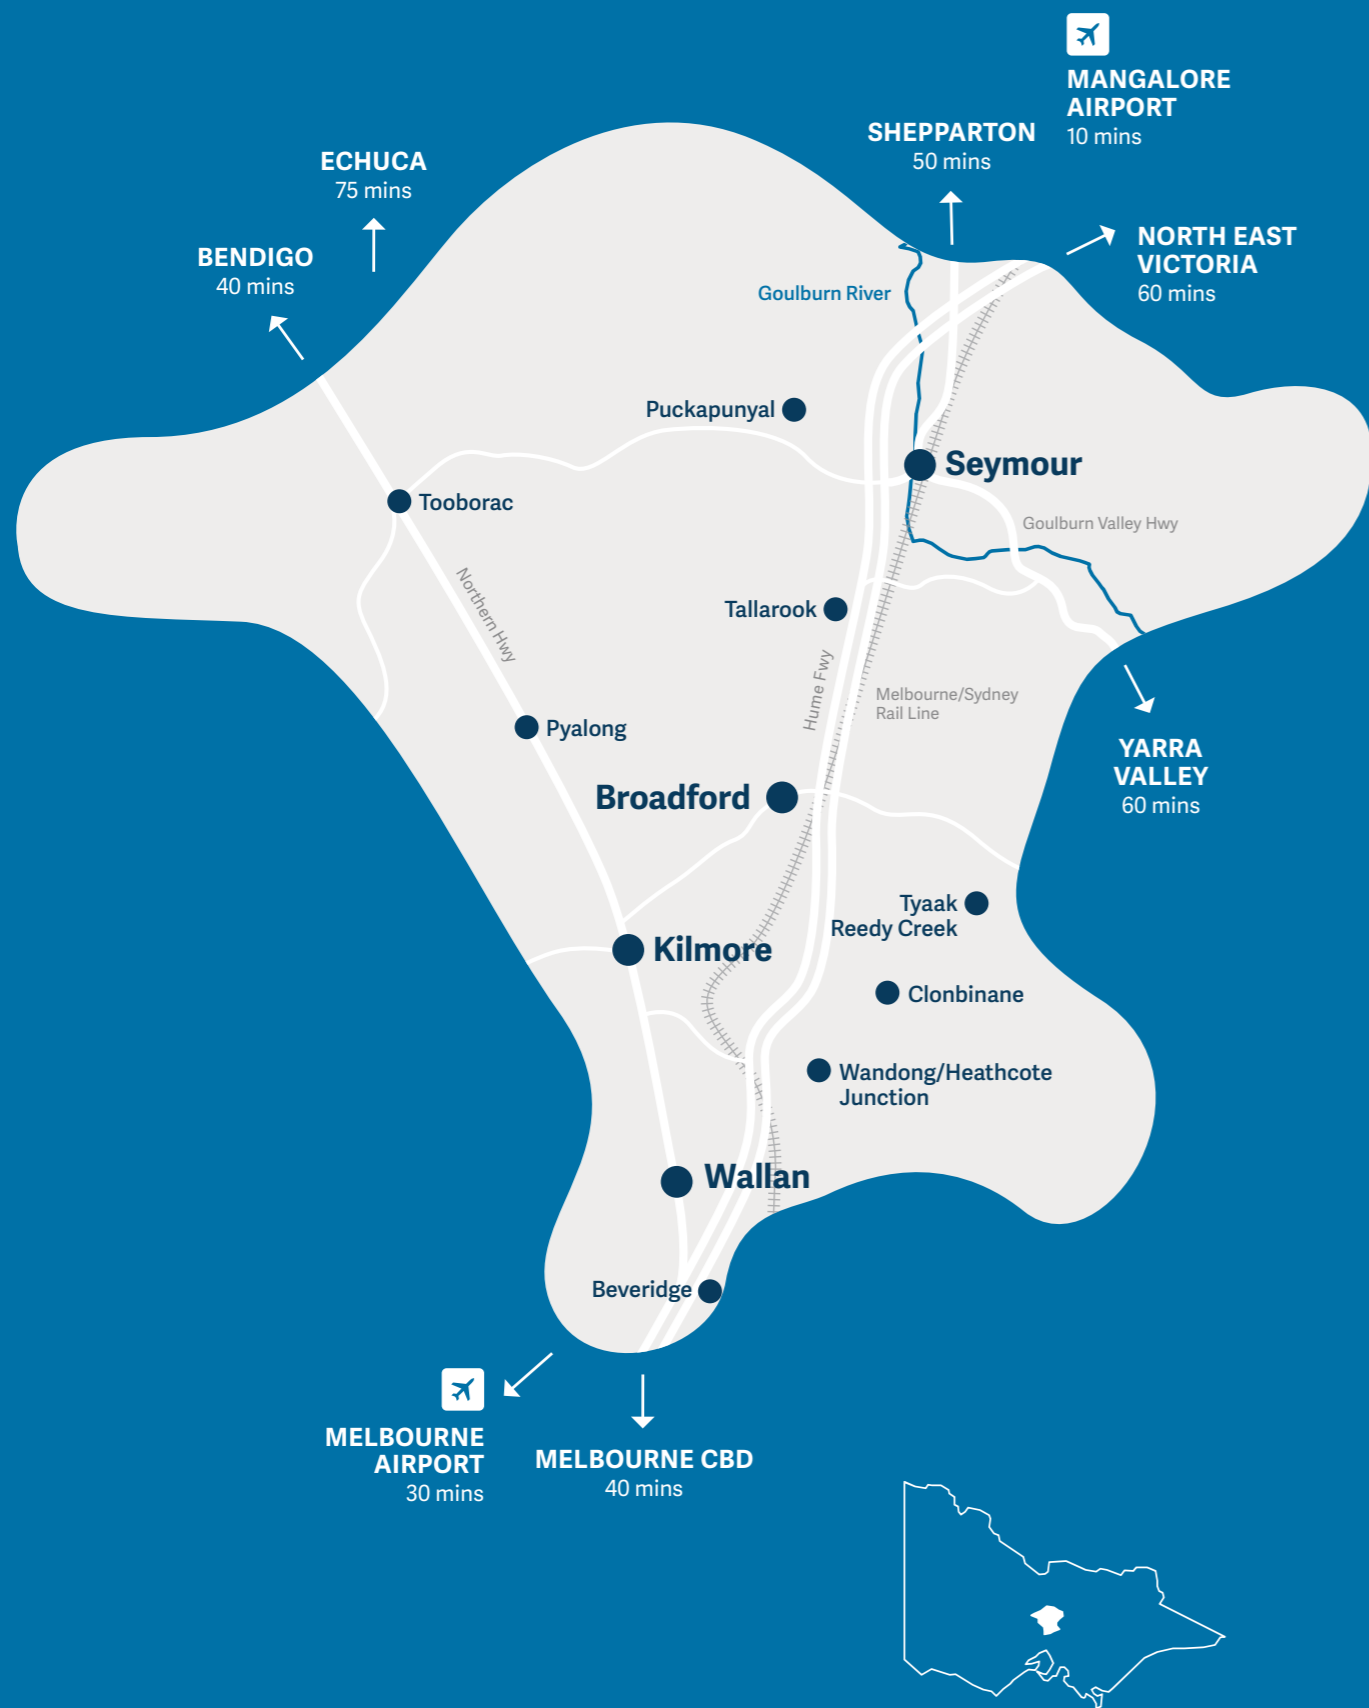 MANGALORE
AIRPORT
10 mins
SHEPPARTON
50 mins
ECHUCA
75 mins
NORTH EAST
VICTORIA
60 mins
BENDIGO
40 mins
Goulburn River
Puckapunyal
Seymour
Tooborac
Goulburn Valley Hwy
Northern Hwy
Tallarook
Hume Fwy
Melbourne/Sydney
Rail Line
Pyalong
YARRA
VALLEY
60 mins
Broadford
Tyaak
Reedy Creek
Kilmore
Clonbinane
Wandong/Heathcote
Junction
Wallan
Beveridge
MELBOURNE
AIRPORT
30 mins
MELBOURNE CBD
40 mins